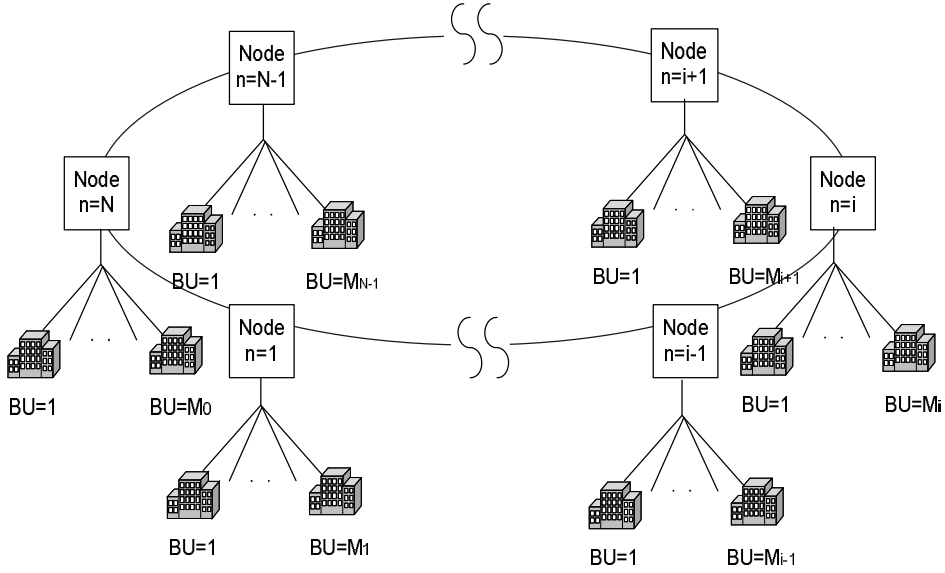 Node
n=N-1
Node
n=i+1
Node
n=N
Node
n=i
. .
. .
BU=1
BU=MN-1
BU=1
BU=Mi+1
Node
n=1
Node
n=i-1
. .
. .
BU=1
BU=M0
BU=1
BU=Mi
. .
. .
BU=1
BU=M1
BU=1
BU=Mi-1